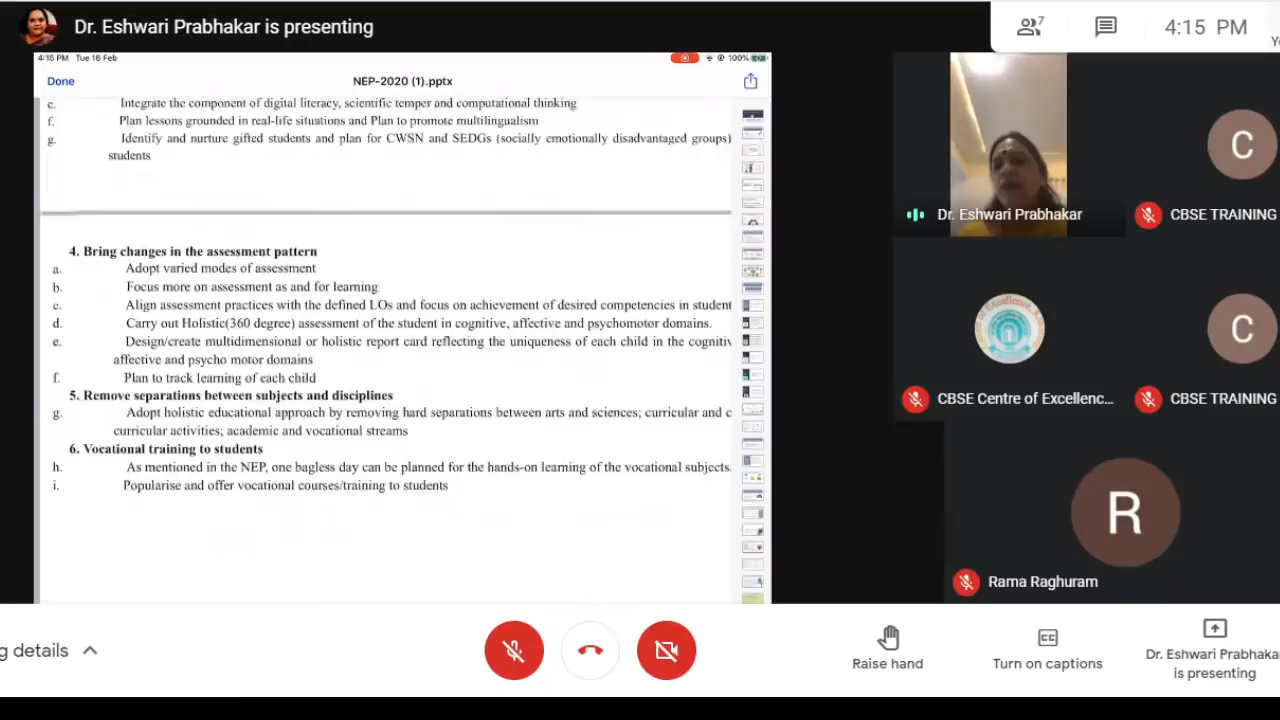 Dr. Eshwari Prabhakar is presenting
7
4:15 PM
4:15 PM Tue 16 Feb
100%
Done
NEP-2020 (1).pptx
e. Integrate the component of digital literacy, scientific temper and computational thinking
f. Plan lessons grounded in real-life situations and Plan to promote multilingualism
g. Identify and nurture gifted students and plan for CWSN and SEDGs (socially emotionally disadvantaged groups)
students
4. Bring changes in the assessment pattern
a. Adopt varied modes of assessment
b. Focus more on assessment as and for learning
c. Align assessment practices with the defined LOs and focus on achievement of desired competencies in student
d. Carry out Holistic(360 degree) assessment of the student in cognitive, affective and psychomotor domains.
e. Design/create multidimensional or holistic report card reflecting the uniqueness of each child in the cognitiv
affective and psycho motor domains
f. Plan to track learning of each child
5. Remove separations between subjects and disciplines
g. Adopt holistic educational approach by removing hard separations between arts and sciences; curricular and c
curricular activities; academic and vocational streams
6. Vocational training to students
h. As mentioned in the NEP, one bagless day can be planned for the hands-on learning of the vocational subjects.
i. Popularise and offer vocational courses/training to students
Dr. Eshwari Prabhakar
C
CBSE TRAINING
CBSE Centre of Excellenc...
C
CBSE TRAINING
R
Rama Raghuram
g details
Raise hand
CC
Turn on captions
Dr. Eshwari Prabhaka
is presenting